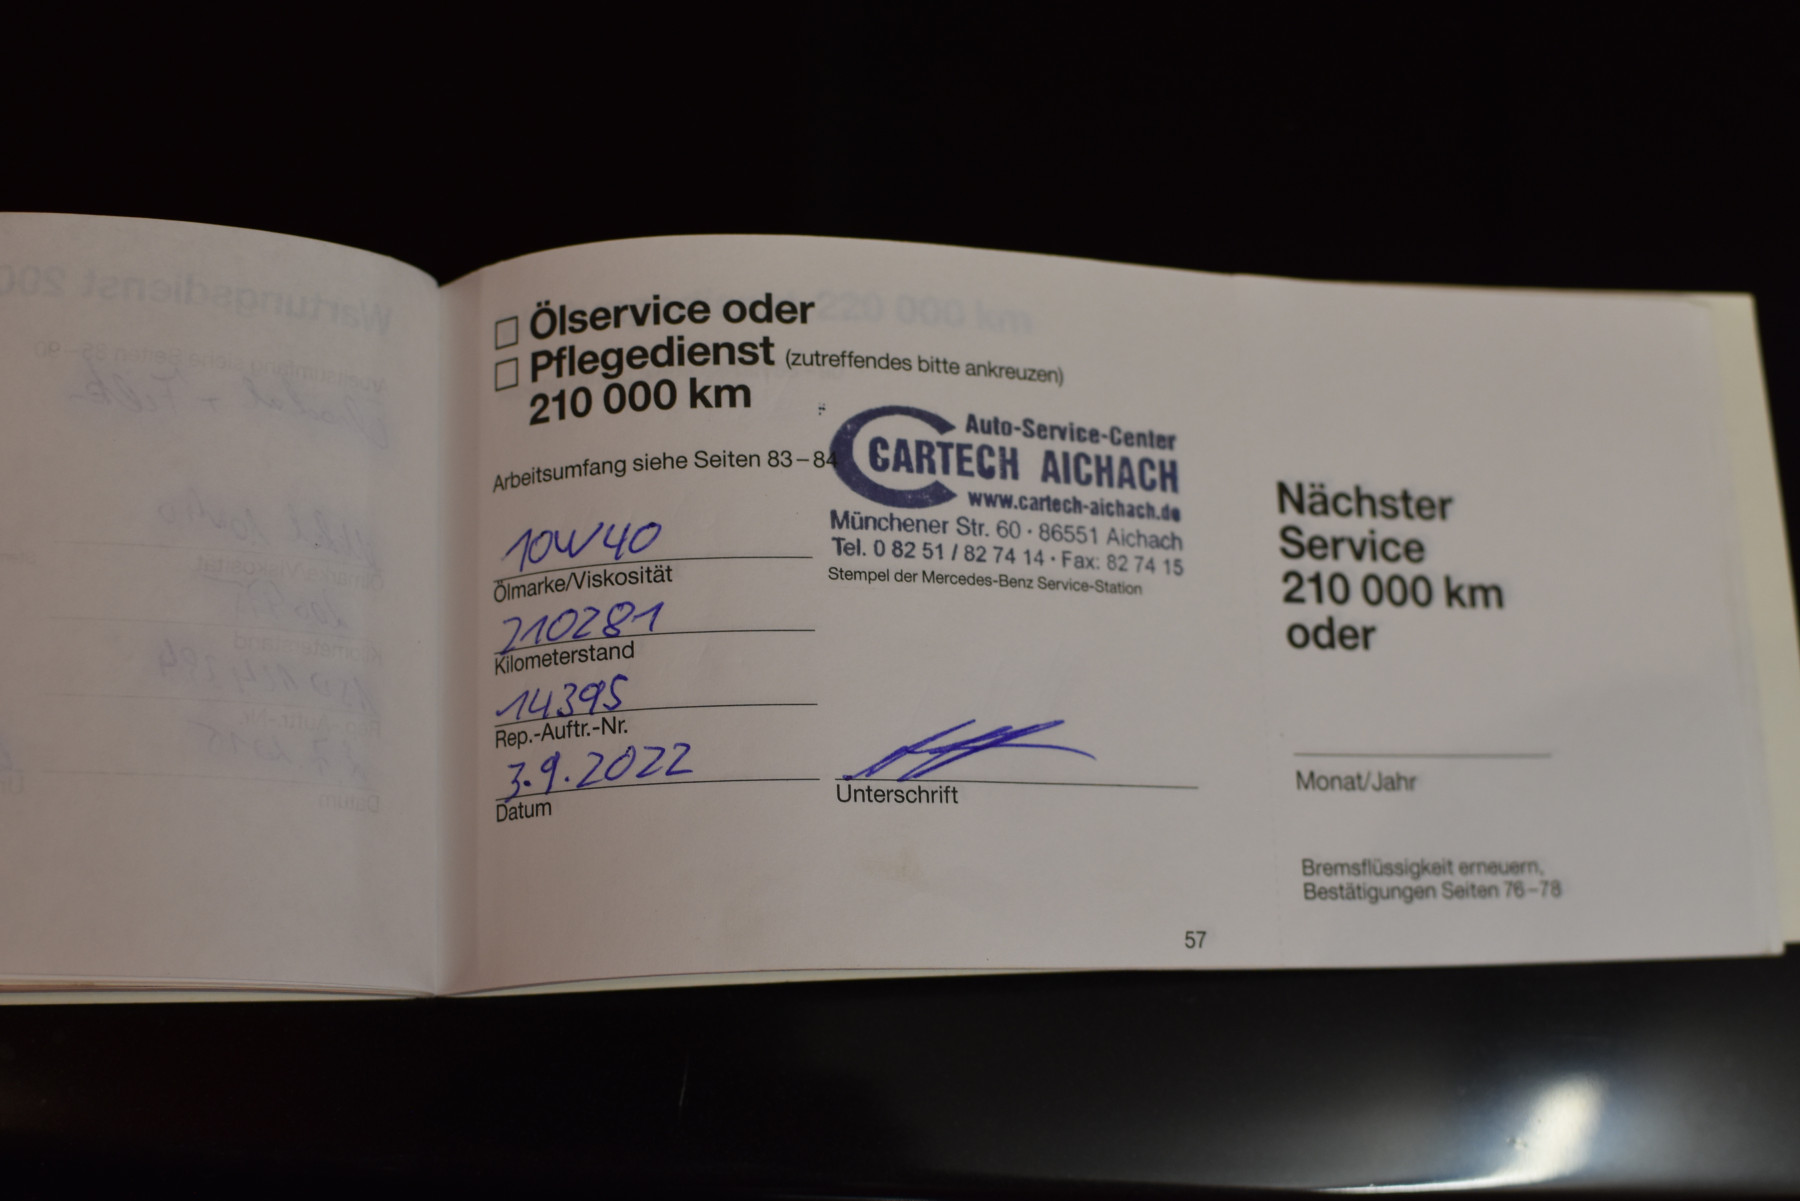 ☐ Ölservice oder
☐ Pflegedienst (zutreffendes bitte ankreuzen)
210 000 km
Arbeitsumfang siehe Seiten 83–84
Auto-Service-Center
CARTECH AICHACH
www.cartech-aichach.de
Münchener Str. 60 · 86551 Aichach
Tel. 0 82 51 / 82 74 14 · Fax: 82 74 15
Stempel der Mercedes-Benz Service-Station
10W40
Ölmarke/Viskosität
210281
Kilometerstand
14395
Rep.-Auftr.-Nr.
3.9.2022
Datum
Unterschrift
57
Nächster
Service
210 000 km
oder
Monat/Jahr
Bremsflüssigkeit erneuern,
Bestätigungen Seiten 76–78